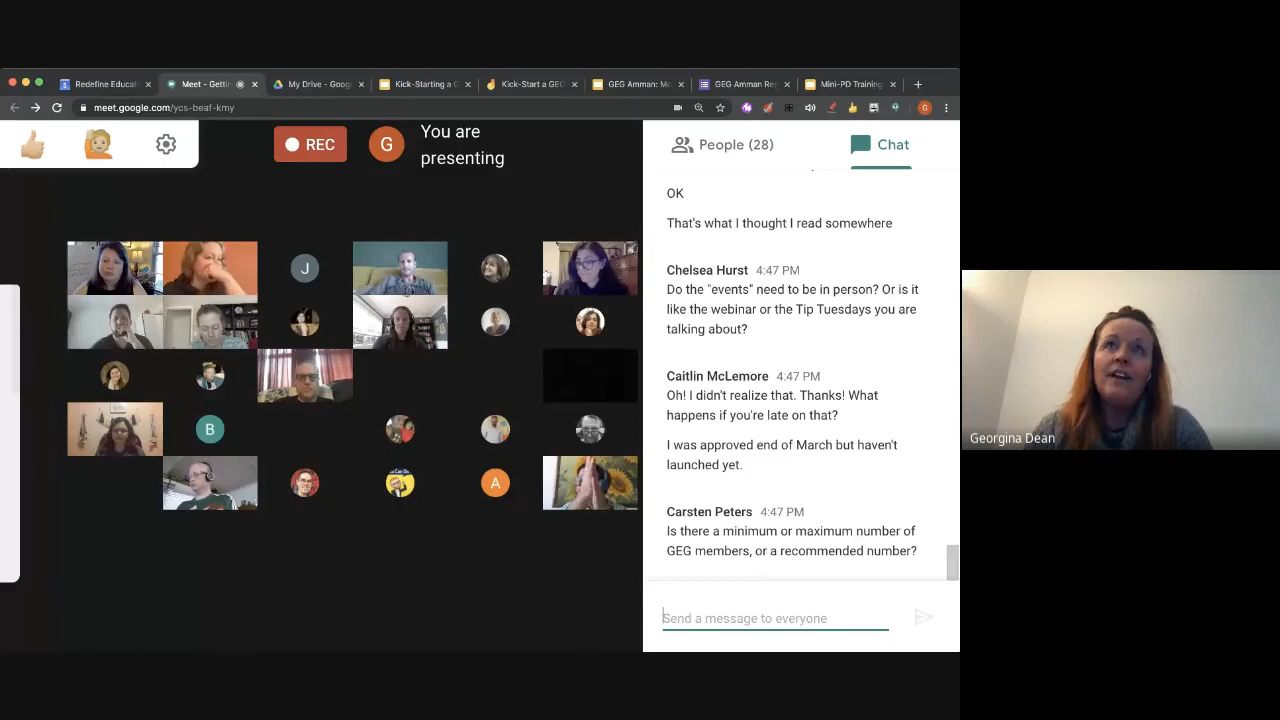 Redefine Educat
Meet - Gettin
My Drive - Goog
Kick-Starting a G
Kick-Start a GEG
GEG Amman: Mo
GEG Amman Reg
Mini-PD Training
meet.google.com/ycs-beaf-kmy
G
REC
G
You are
presenting
People (28)
Chat
OK
That's what I thought I read somewhere
Chelsea Hurst 4:47 PM
Do the "events" need to be in person? Or is it
like the webinar or the Tip Tuesdays you are
talking about?
Caitlin McLemore 4:47 PM
Oh! I didn't realize that. Thanks! What
happens if you're late on that?
I was approved end of March but haven't
launched yet.
Carsten Peters 4:47 PM
Is there a minimum or maximum number of
GEG members, or a recommended number?
Send a message to everyone
J
B
A
Georgina Dean